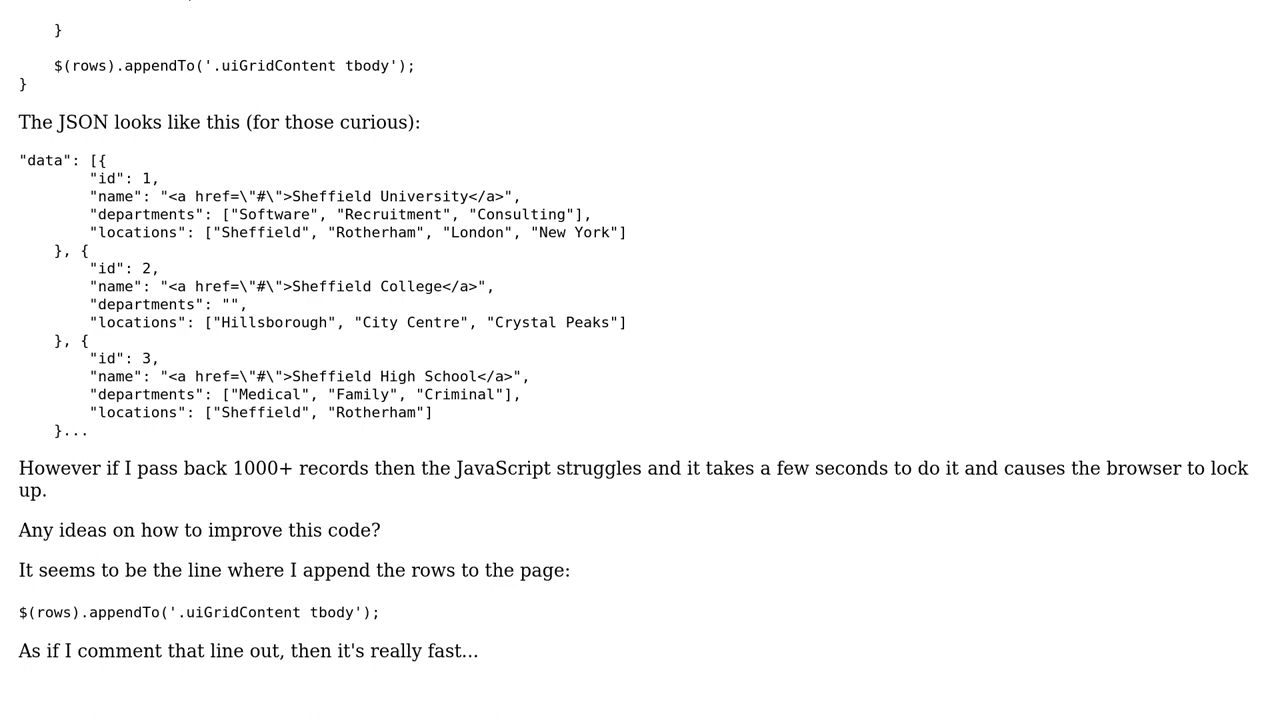 }
    $(rows).appendTo('.uiGridContent tbody');
}
The JSON looks like this (for those curious):
"data": [{
        "id": 1,
        "name": "<a href=\"#\">Sheffield University</a>",
        "departments": ["Software", "Recruitment", "Consulting"],
        "locations": ["Sheffield", "Rotherham", "London", "New York"]
    }, {
        "id": 2,
        "name": "<a href=\"#\">Sheffield College</a>",
        "departments": "",
        "locations": ["Hillsborough", "City Centre", "Crystal Peaks"]
    }, {
        "id": 3,
        "name": "<a href=\"#\">Sheffield High School</a>",
        "departments": ["Medical", "Family", "Criminal"],
        "locations": ["Sheffield", "Rotherham"]
    }...
However if I pass back 1000+ records then the JavaScript struggles and it takes a few seconds to do it and causes the browser to lock
up.
Any ideas on how to improve this code?
It seems to be the line where I append the rows to the page:
$(rows).appendTo('.uiGridContent tbody');
As if I comment that line out, then it's really fast...